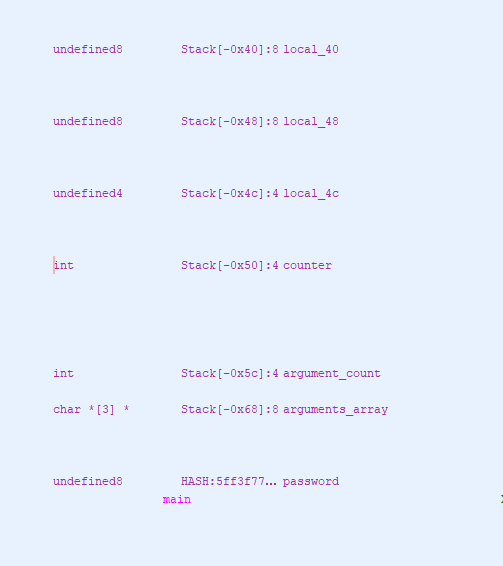 undefined8 Stack[-0x40]:8 local_40
undefined8 Stack[-0x48]:8 local_48
undefined4 Stack[-0x4c]:4 local_4c
int Stack[-0x50]:4 counter
int Stack[-0x5c]:4 argument_count
char *[3] * Stack[-0x68]:8 arguments_array
undefined8 HASH:5ff3f77... password
main